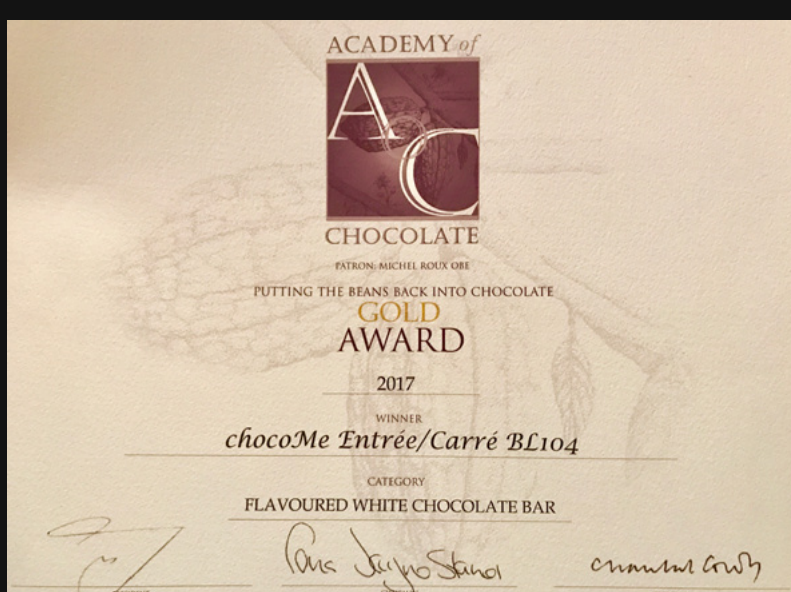 ACADEMY of
AC
CHOCOLATE
PATRON: MICHEL ROUX OBE
PUTTING THE BEANS BACK INTO CHOCOLATE
GOLD
AWARD
2017
WINNER
chocoMe Entrée/Carré BL104
CATEGORY
FLAVOURED WHITE CHOCOLATE BAR